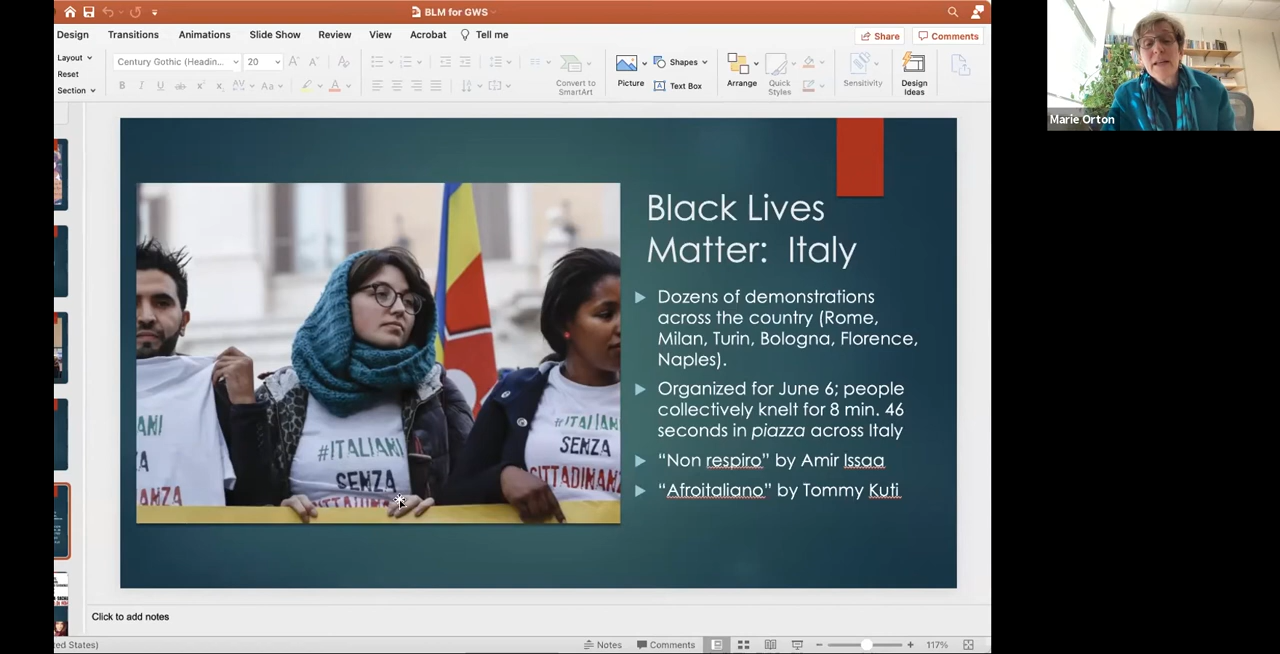 BLM for GWS
Design Transitions Animations Slide Show Review View Acrobat Tell me
Share Comments
Layout
Reset
Section
Century Gothic (Headin... 20
Convert to
SmartArt
Picture
Shapes
Text Box
Arrange
Quick
Styles
Sensitivity
Design
Ideas
Marie Orton
Black Lives
Matter: Italy
Dozens of demonstrations
across the country (Rome,
Milan, Turin, Bologna, Florence,
Naples).
Organized for June 6; people
collectively knelt for 8 min. 46
seconds in piazza across Italy
“Non respiro” by Amir Issaa
“Afroitaliano” by Tommy Kuti
#ITALIANI
SENZA
#ITALIAN
SENZA
CITTADINAN
Click to add notes
ted States)
Notes Comments 117%